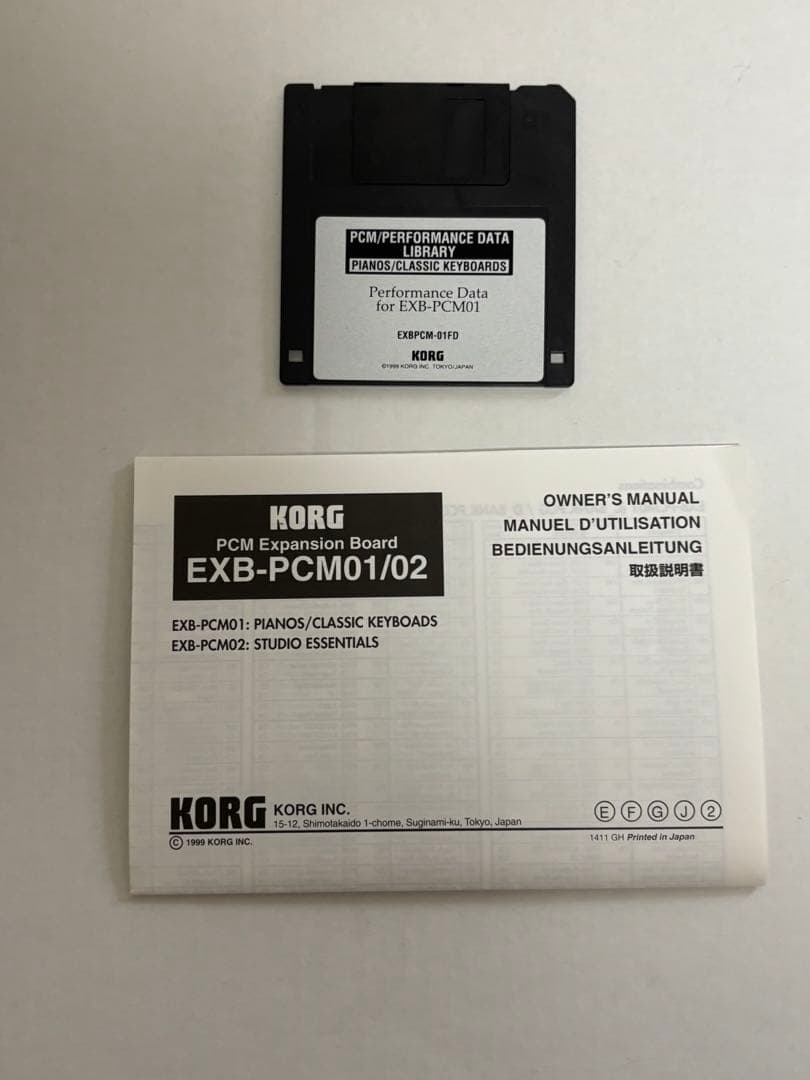 PCM/PERFORMANCE DATA
LIBRARY
PIANOS/CLASSIC KEYBOARDS
Performance Data
for EXB-PCM01
EXBPCM-01FD
KORG
©1999 KORG INC. TOKYO/JAPAN
KORG
PCM Expansion Board
EXB-PCM01/02
OWNER'S MANUAL
MANUEL D'UTILISATION
BEDIENUNGSANLEITUNG
取扱説明書
EXB-PCM01: PIANOS/CLASSIC KEYBOADS
EXB-PCM02: STUDIO ESSENTIALS
KORG KORG INC.
15-12, Shimotakaido 1-chome, Suginami-ku, Tokyo, Japan
Ⓔ Ⓕ Ⓖ Ⓙ ②
© 1999 KORG INC.
1411 GH Printed in Japan